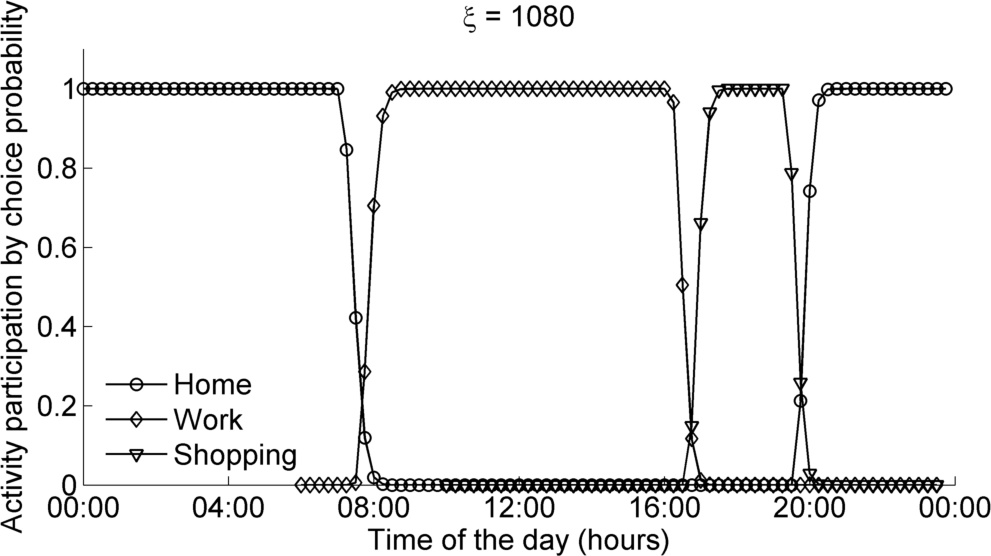 ξ = 1080
Activity participation by choice probability
1
0.8
0.6
0.4
0.2
0
Home
Work
Shopping
00:00 04:00 08:00 12:00 16:00 20:00 00:00
Time of the day (hours)